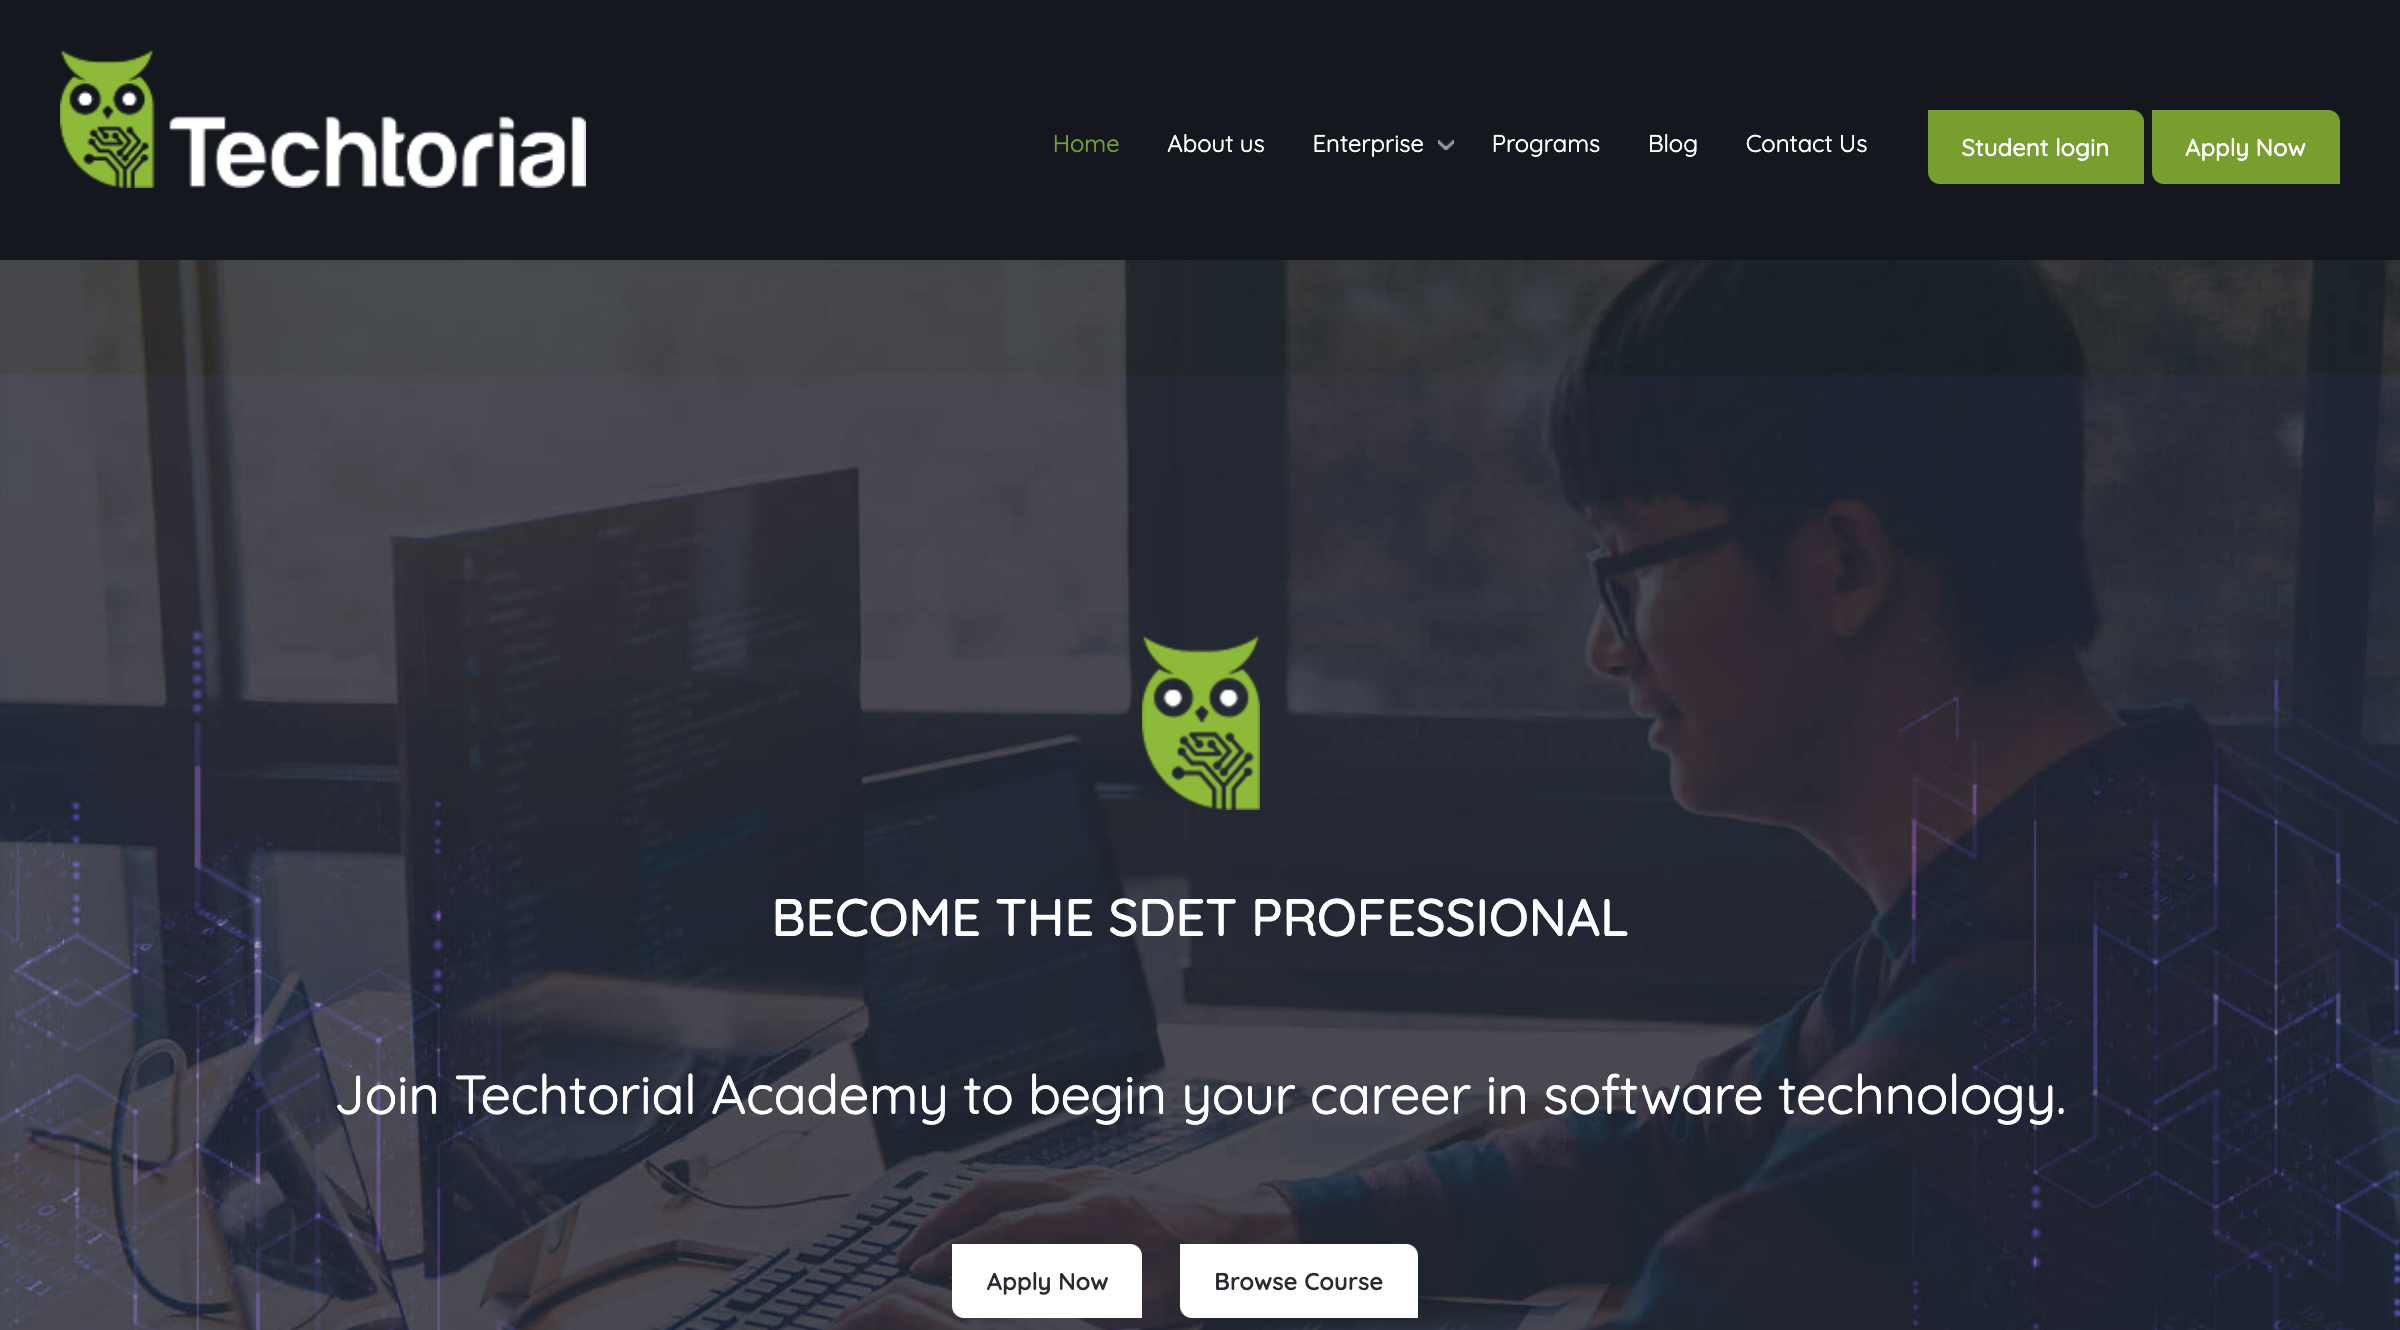 Techtorial
Home About us Enterprise Programs Blog Contact Us Student login Apply Now
BECOME THE SDET PROFESSIONAL
Join Techtorial Academy to begin your career in software technology.
Apply Now Browse Course